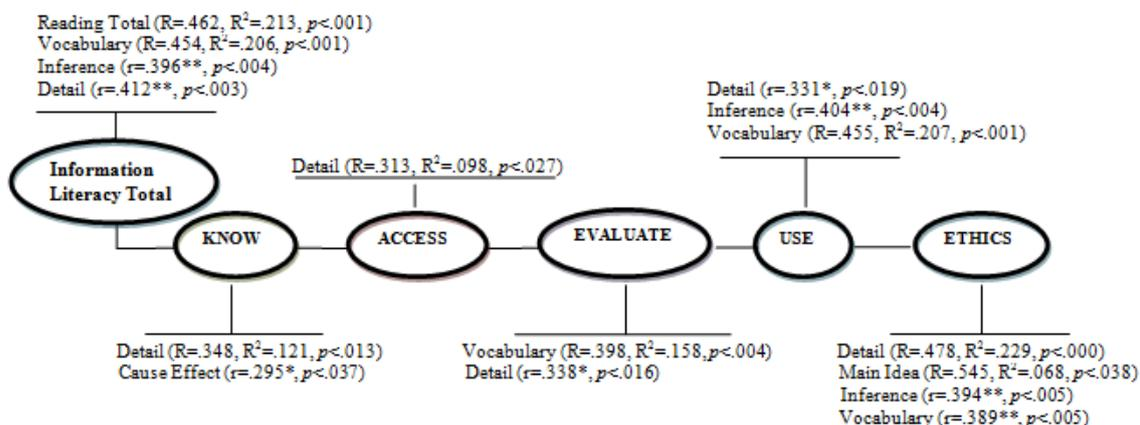 Reading Total (R=.462, R²=.213, p<.001)
Vocabulary (R=.454, R²=.206, p<.001)
Inference (r=.396**, p<.004)
Detail (r=.412**, p<.003)
Information
Literacy Total
Detail (R=.313, R²=.098, p<.027)
Detail (r=.331*, p<.019)
Inference (r=.404**, p<.004)
Vocabulary (R=.455, R²=.207, p<.001)
KNOW
ACCESS
EVALUATE
USE
ETHICS
Detail (R=.348, R²=.121, p<.013)
Cause Effect (r=.295*, p<.037)
Vocabulary (R=.398, R²=.158,p<.004)
Detail (r=.338*, p<.016)
Detail (R=.478, R²=.229, p<.000)
Main Idea (R=.545, R²=.068, p<.038)
Inference (r=.394**, p<.005)
Vocabulary (r=.389**, p<.005)